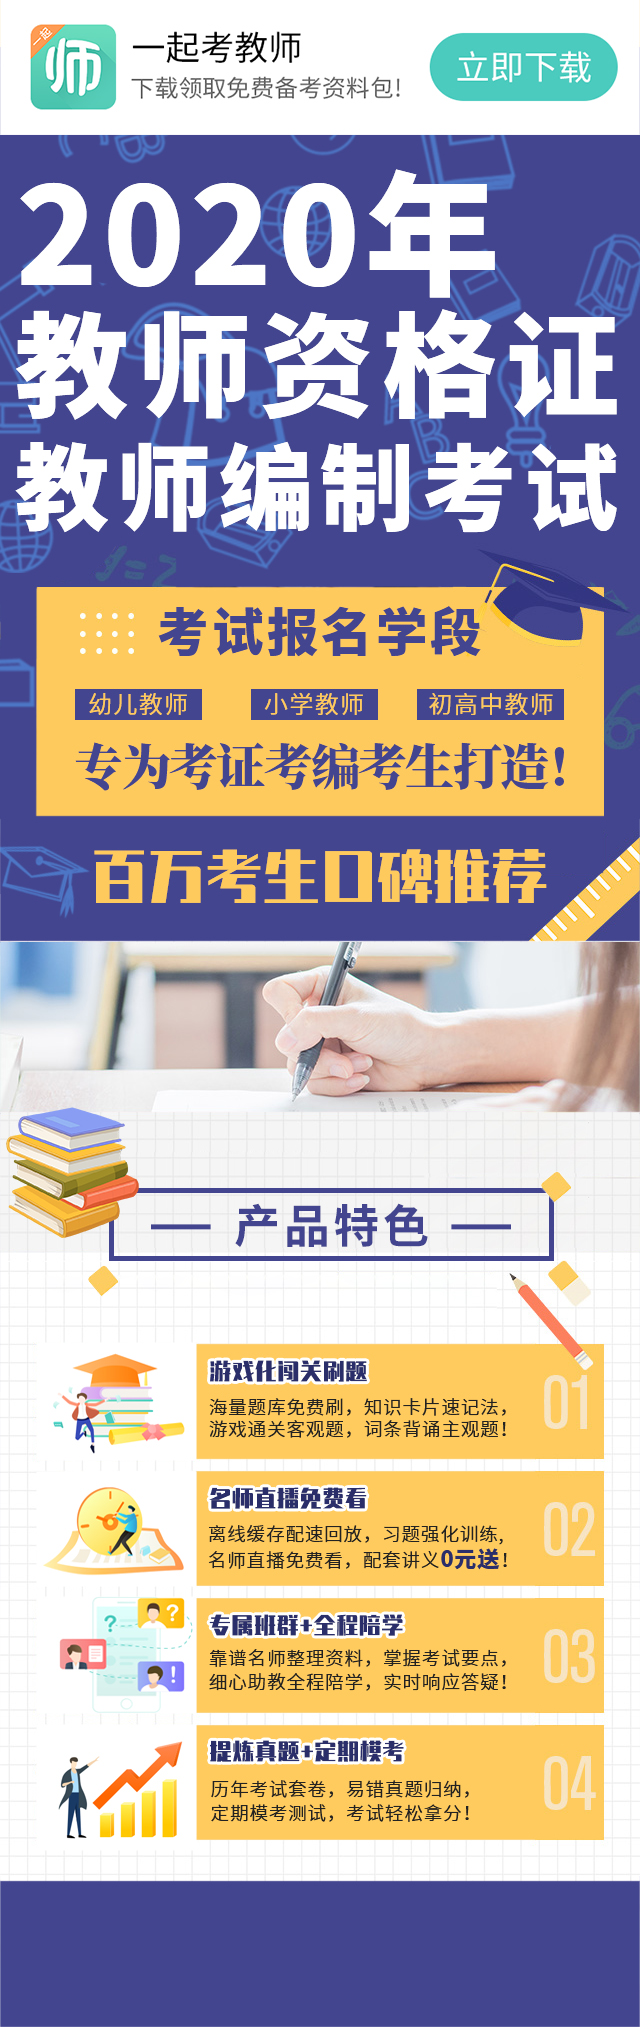 一起
师
一起考教师
下载领取免费备考资料包!
立即下载
2020年
教师资格证
教师编制考试
考试报名学段
幼儿教师
小学教师
初高中教师
专为考证考编考生打造!
百万考生口碑推荐
产品特色
游戏化闯关刷题
海量题库免费刷，知识卡片速记法，
游戏通关客观题，词条背诵主观题!
01
名师直播免费看
离线缓存配速回放，习题强化训练,
名师直播免费看，配套讲义0元送!
02
专属班群+全程陪学
靠谱名师整理资料，掌握考试要点，
细心助教全程陪学，实时响应答疑!
03
提炼真题+定期模考
历年考试套卷，易错真题归纳，
定期模考测试，考试轻松拿分!
04